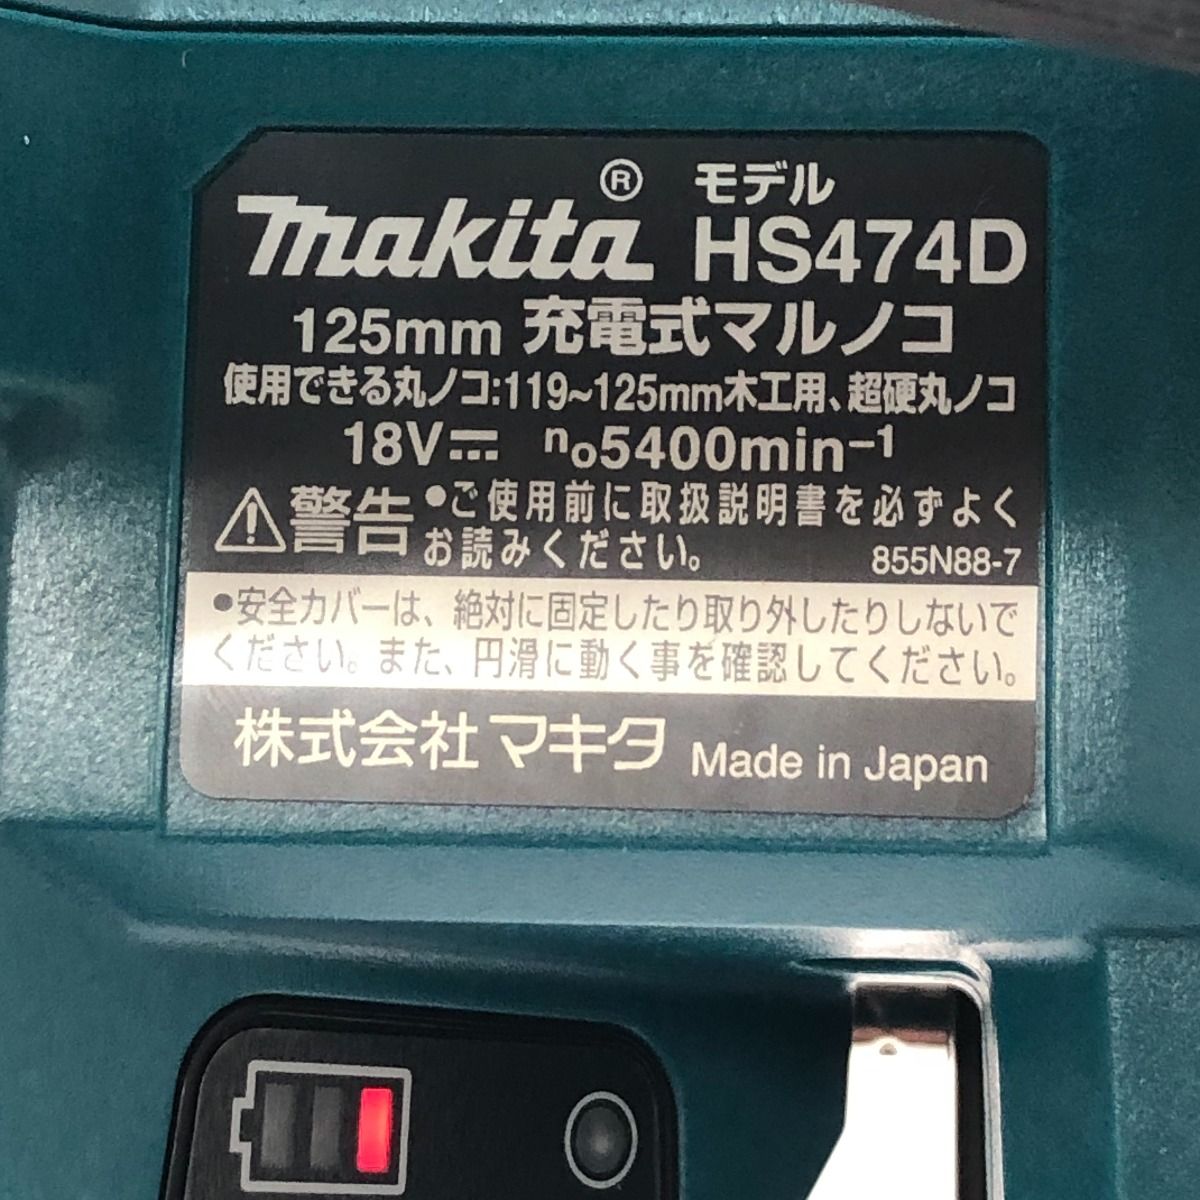 makita® モデル
HS474D
125mm 充電式マルノコ
使用できる丸ノコ:119~125mm木工用、超硬丸ノコ
18V⎓ no5400min−1
⚠警告 •ご使用前に取扱説明書を必ずよく
お読みください。 855N88-7
•安全カバーは、絶対に固定したり取り外したりしないで
ください。また、円滑に動く事を確認してください。
株式会社マキタ Made in Japan